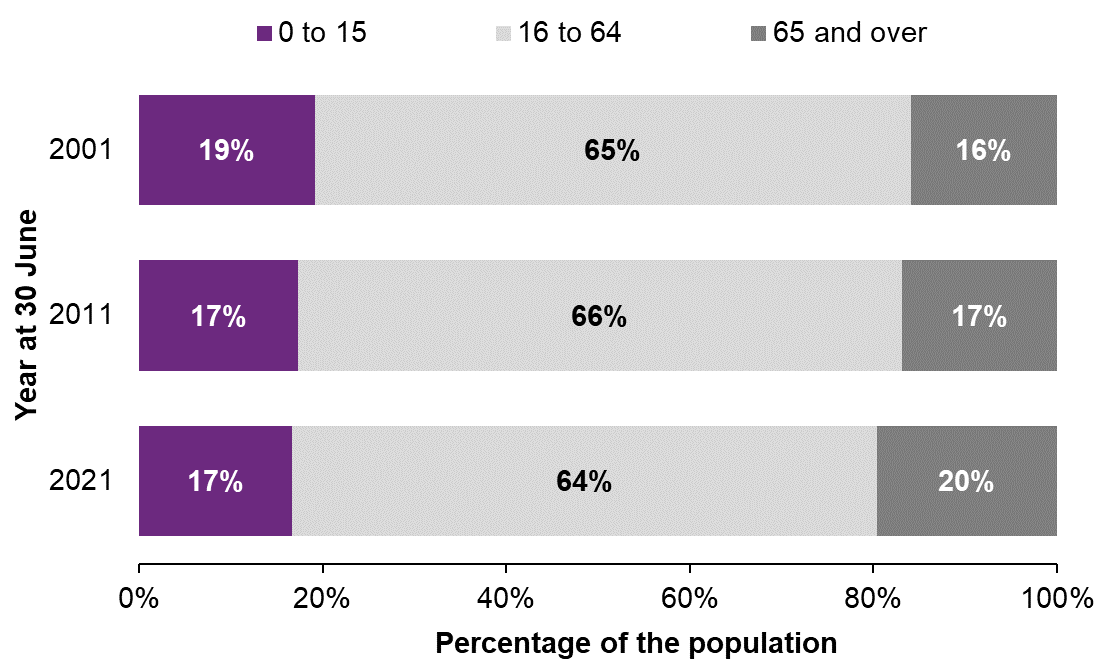 0 to 15 16 to 64 65 and over
2001 19% 65% 16%
2011 17% 66% 17%
2021 17% 64% 20%
Year at 30 June
0% 20% 40% 60% 80% 100%
Percentage of the population